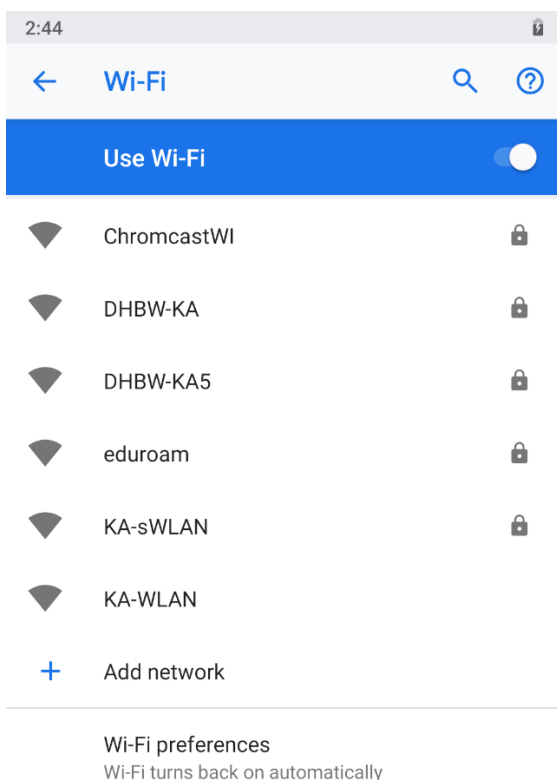 2:44
Wi-Fi
Use Wi-Fi
ChromcastWI
DHBW-KA
DHBW-KA5
eduroam
KA-sWLAN
KA-WLAN
Add network
Wi-Fi preferences
Wi-Fi turns back on automatically